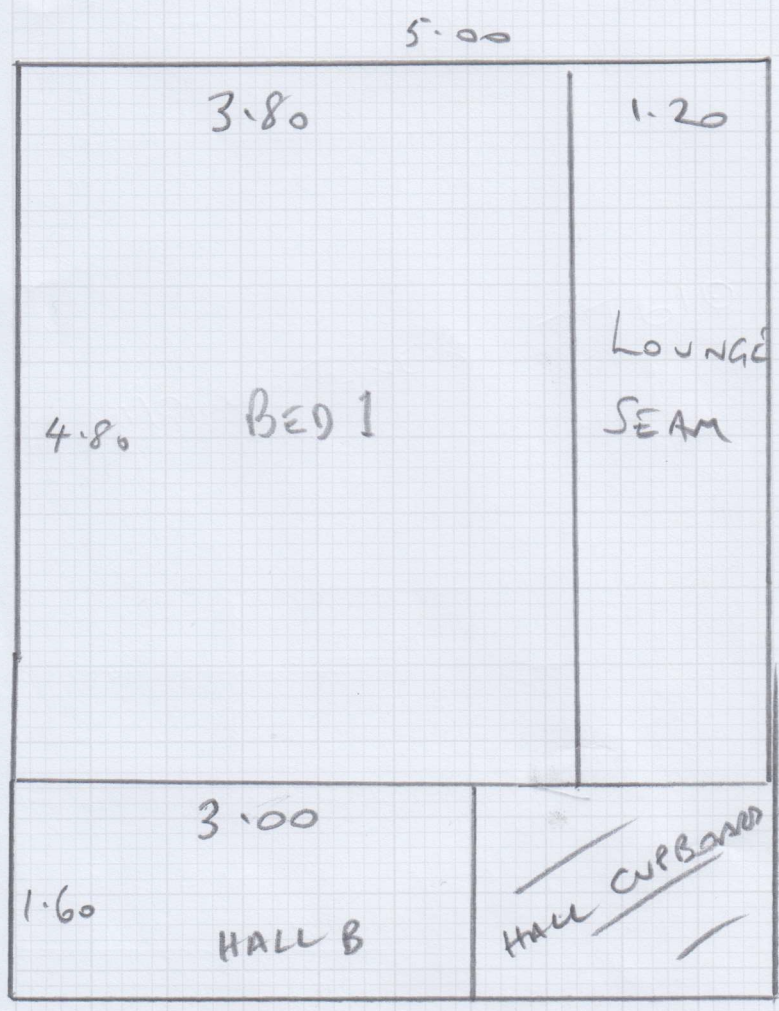 5.00
3.80
1.20
LOUNGE
SEAM
4.80
BED 1
3.00
1.60
HALL B
HALL CUPBOARD